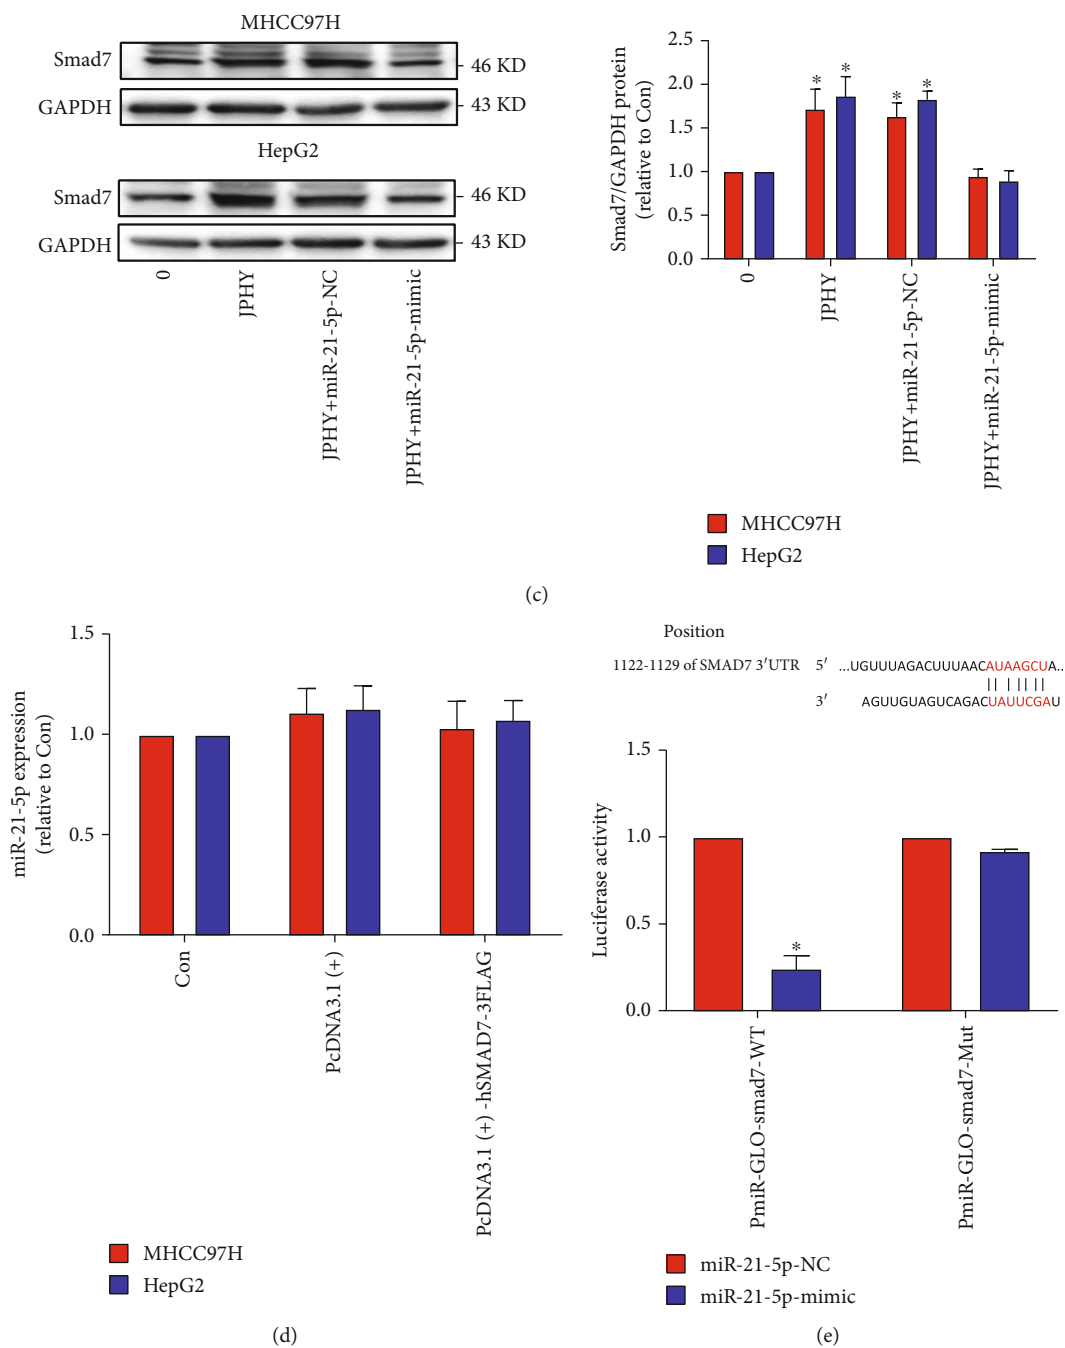 MHCC97H
Smad7
46 KD
GAPDH
43 KD
HepG2
Smad7
46 KD
GAPDH
43 KD
0
JPHY
JPHY+miR-21-5p-NC
JPHY+miR-21-5p-mimic
Smad7/GAPDH protein
(relative to Con)
2.5
2.0
1.5
1.0
0.5
0.0
* * * *
0
JPHY
JPHY+miR-21-5p-NC
JPHY+miR-21-5p-mimic
MHCC97H
HepG2
(c)
miR-21-5p expression
(relative to Con)
1.5
1.0
0.5
0.0
Con
PcDNA3.1 (+)
PcDNA3.1 (+) -hSMAD7-3FLAG
MHCC97H
HepG2
(d)
Position
1122-1129 of SMAD7 3′UTR 5′ ...UGUUUAGACUUUAACAUAAGCUA..
3′ AGUUGUAGUCAGACUAUUCGAU
Luciferase activity
1.5
1.0
0.5
0.0
*
PmiR-GLO-smad7-WT
PmiR-GLO-smad7-Mut
miR-21-5p-NC
miR-21-5p-mimic
(e)